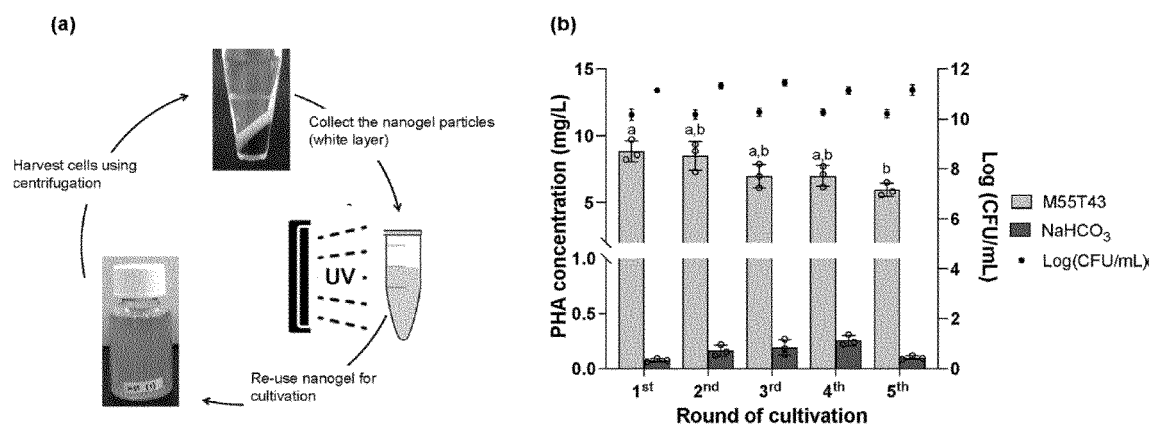 (a)
Harvest cells using
centrifugation
Collect the nanogel particles
(white layer)
UV
Re-use nanogel for
cultivation
(b)
PHA concentration (mg/L)
15
10
5
1.0
0.5
0.0
a
a,b
a,b
a,b
b
12
10
8
6
4
2
0
Log (CFU/mL)
1st
2nd
3rd
4th
5th
Round of cultivation
M55T43
NaHCO3
Log(CFU/mL)